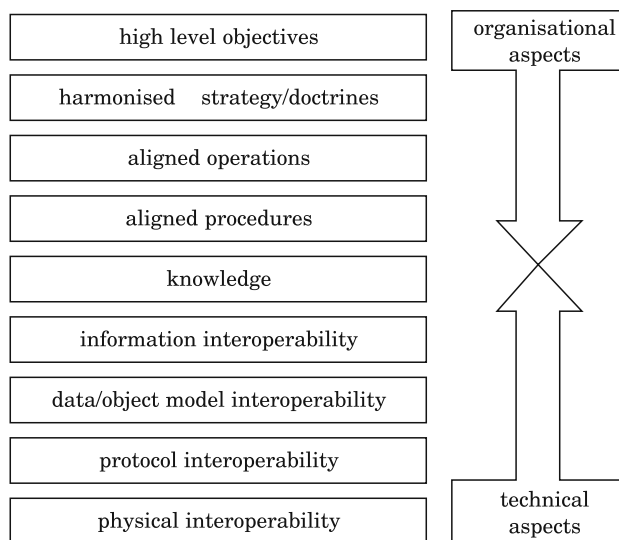 high level objectives
harmonised strategy/doctrines
aligned operations
aligned procedures
knowledge
information interoperability
data/object model interoperability
protocol interoperability
physical interoperability
organisational
aspects
technical
aspects